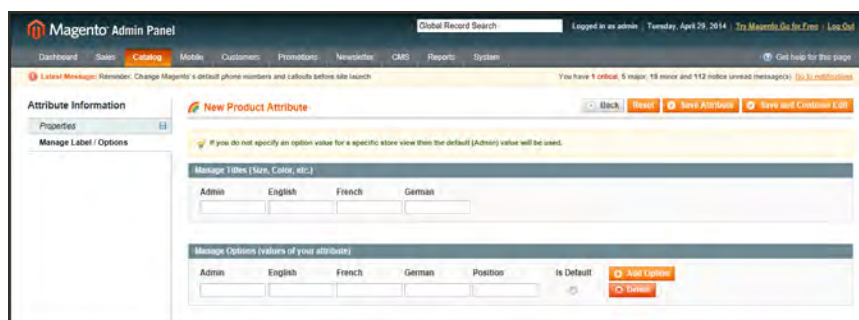 Magento Admin Panel
Global Record Search
Logged in as admin | Tuesday, April 29, 2014 | Try Magento Go for Free | Log Out
Dashboard Sales Catalog Mobile Customers Promotions Newsletter CMS Reports System Get help for this page
Latest Message: Reminder: Change Magento's default phone numbers and callouts before site launch You have 1 critical, 5 major, 18 minor and 112 notice unread message(s). Go to notifications
Attribute Information
Properties
Manage Label / Options
New Product Attribute
Back Reset Save Attribute Save and Continue Edit
If you do not specify an option value for a specific store view then the default (Admin) value will be used.
Manage Titles (Size, Color, etc.)
Admin English French German
Manage Options (values of your attribute)
Admin English French German Position Is Default Add Option
Delete